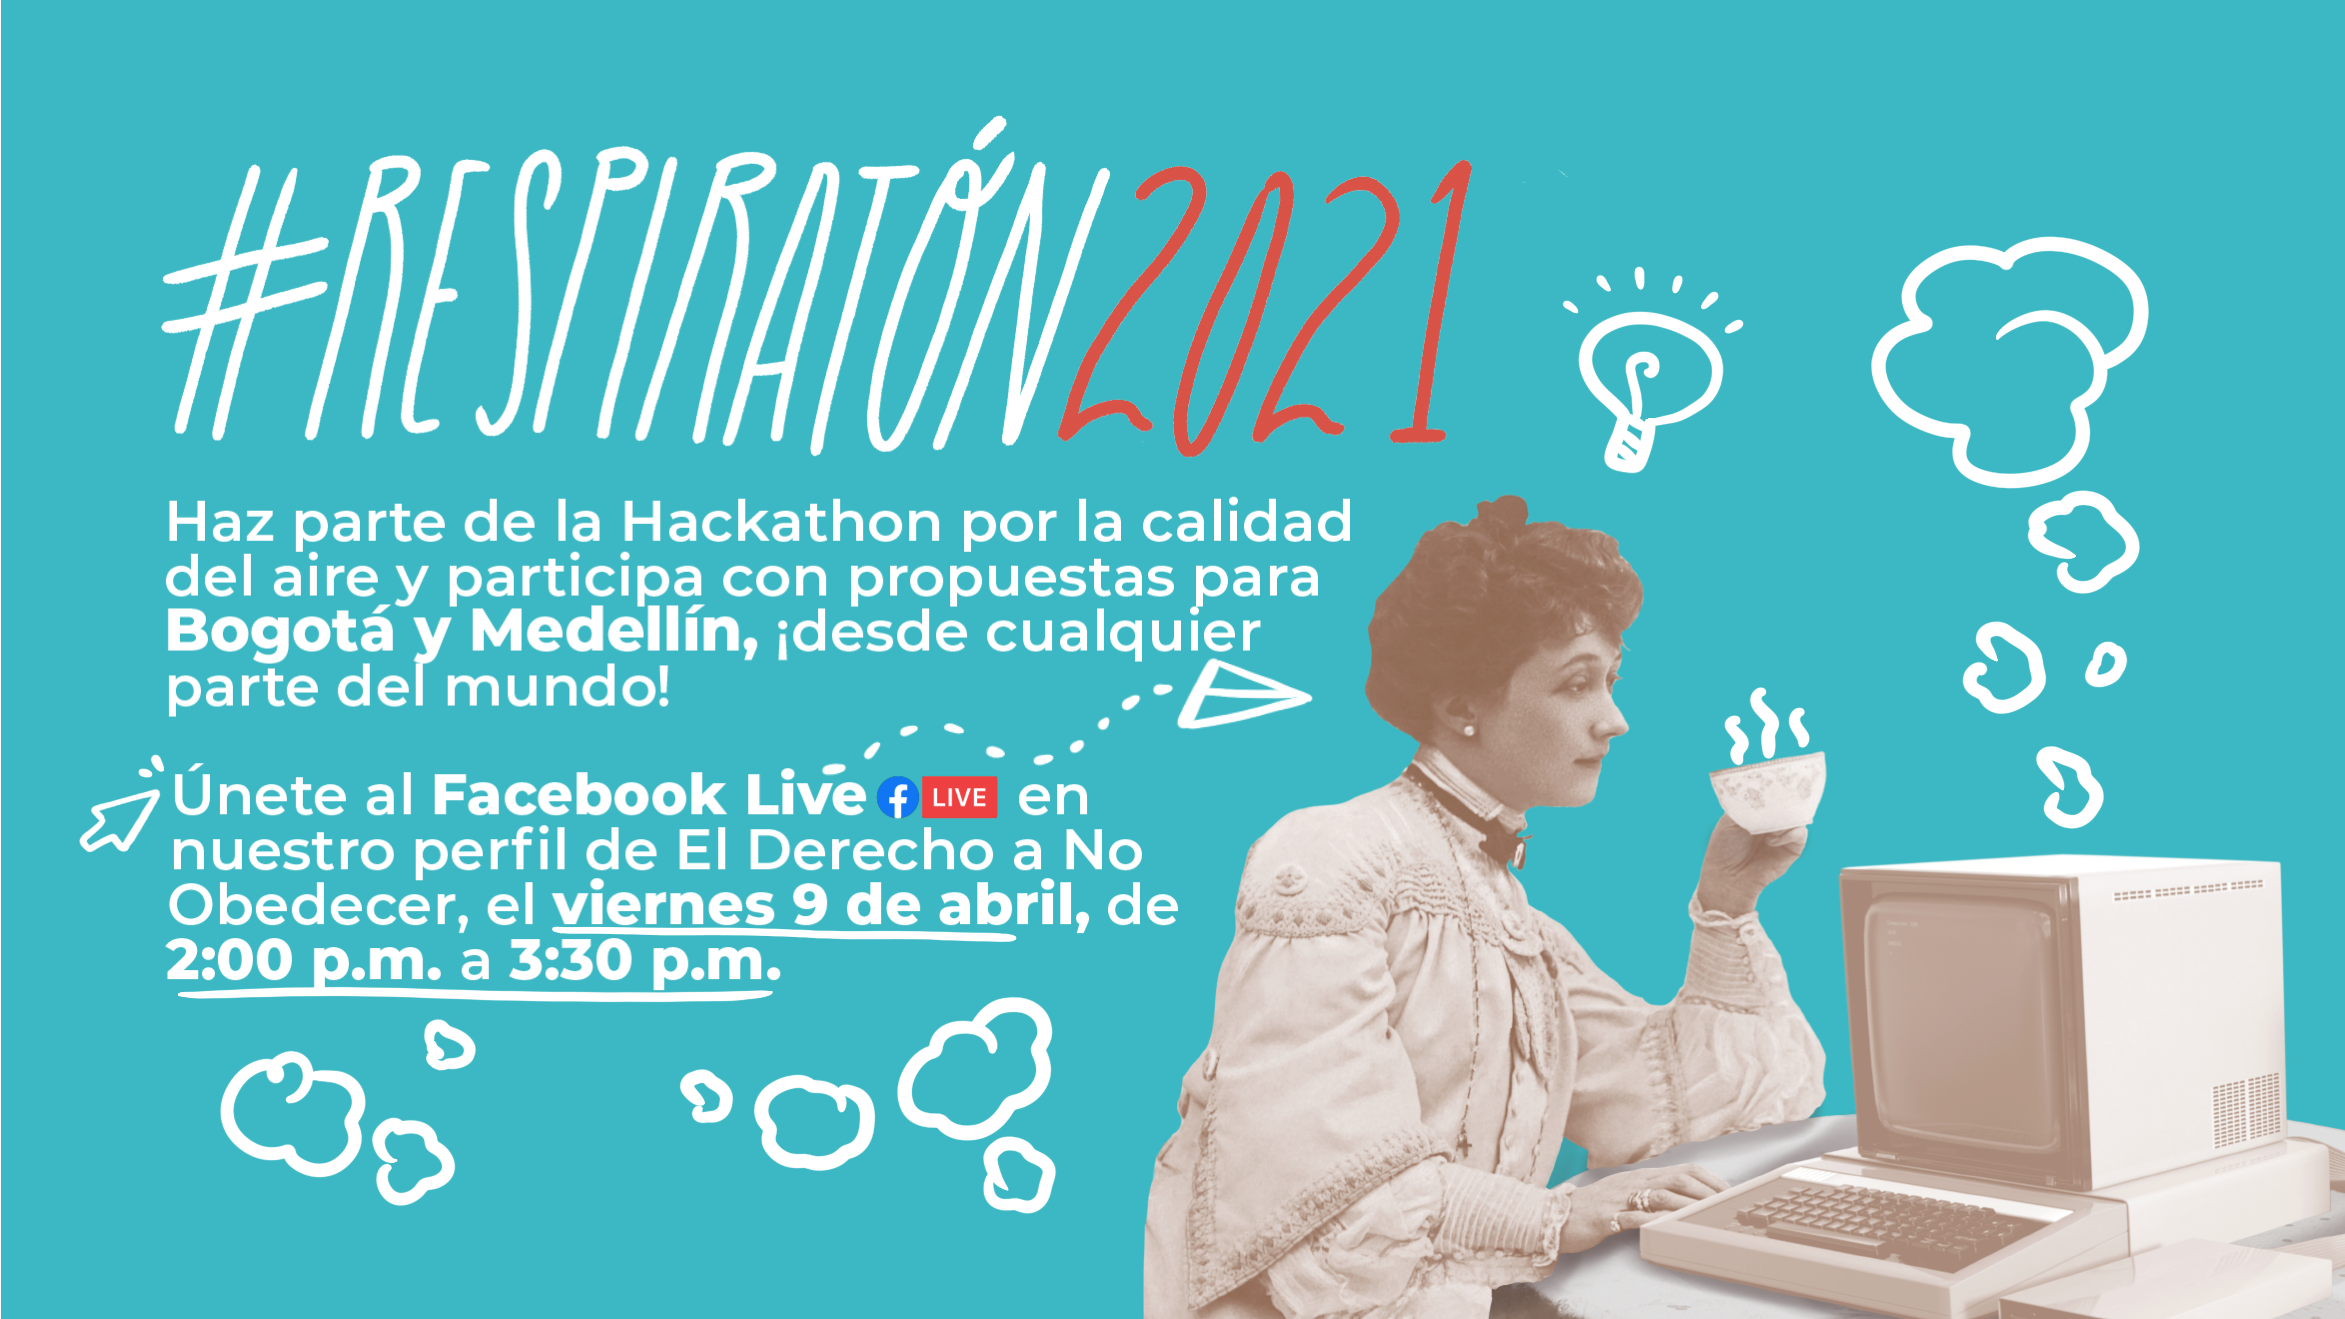 #RESPIRATÓN2021
Haz parte de la Hackathon por la calidad
del aire y participa con propuestas para
Bogotá y Medellín, ¡desde cualquier
parte del mundo!
Únete al Facebook Live f LIVE en
nuestro perfil de El Derecho a No
Obedecer, el viernes 9 de abril, de
2:00 p.m. a 3:30 p.m.